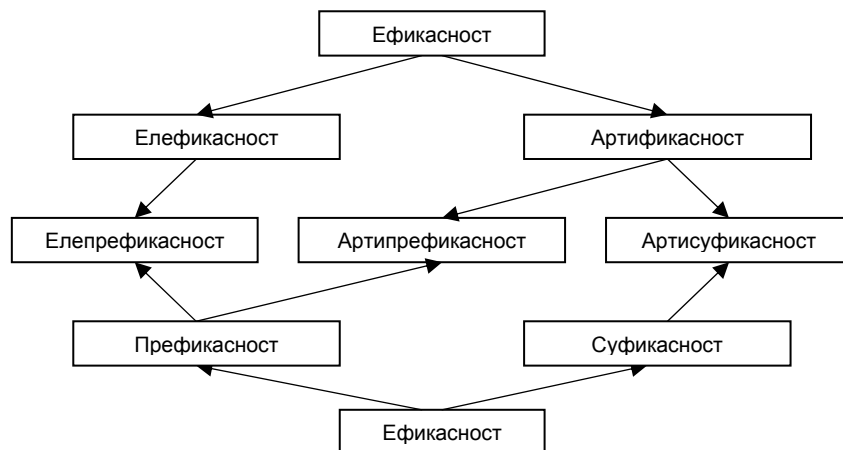 Ефикасност
Елефикасност
Артификасност
Елепрефикасност
Артипрефикасност
Артисуфикасност
Префикасност
Суфикасност
Ефикасност